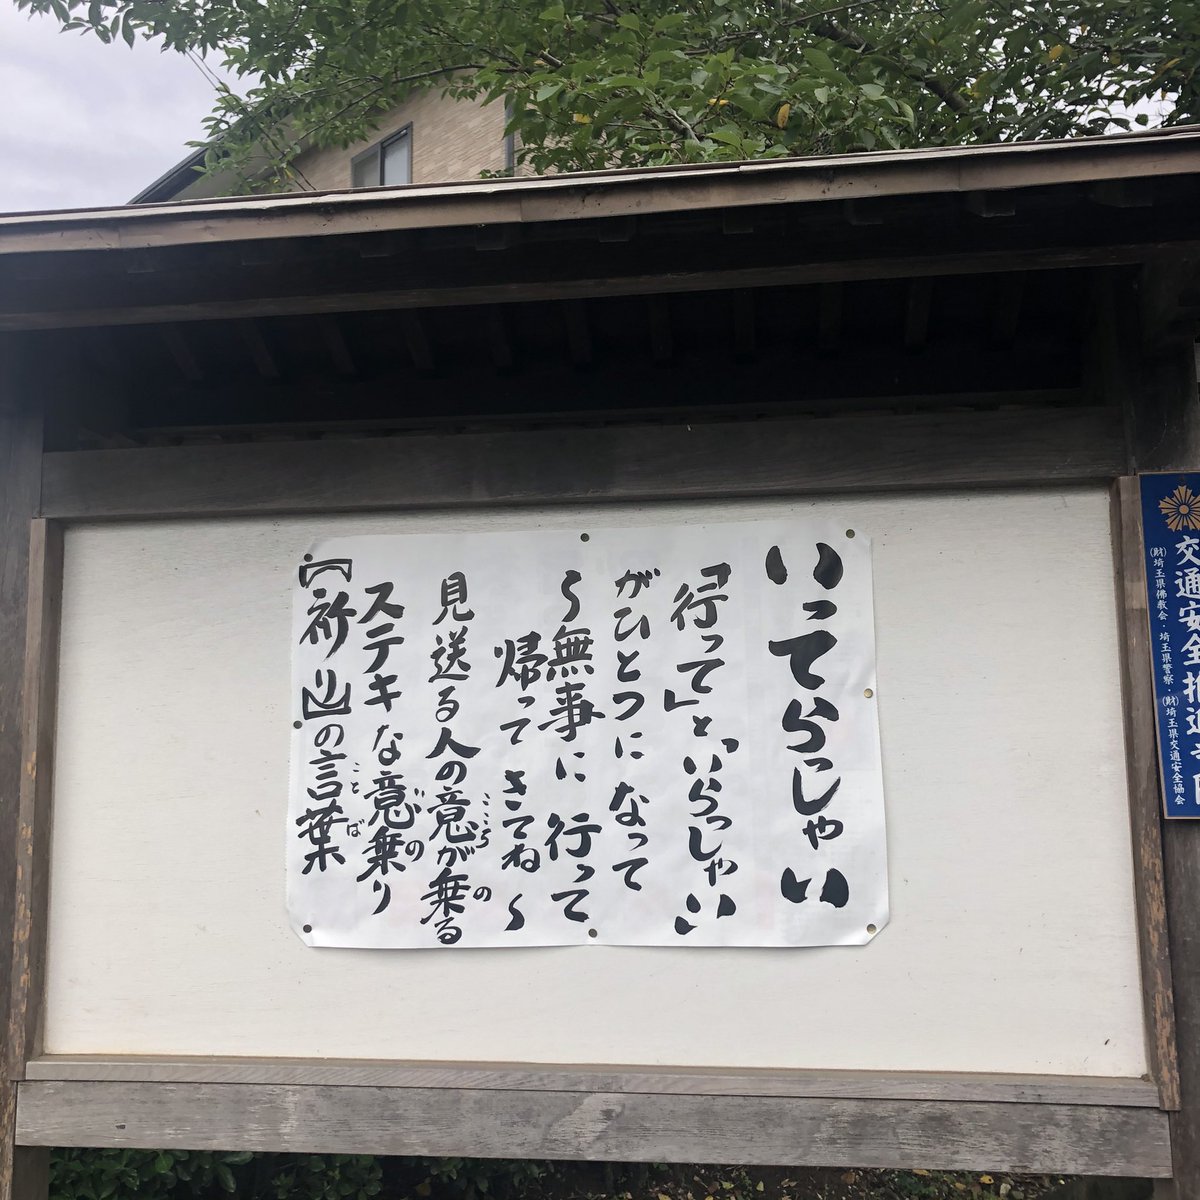 いってらしゃい
「行って」と“いらっしゃい”
がひとつになって
〜無事に行って
帰ってきてね〜
見送る人の意が乗る
こころ の
ステキな意乗り
い の
【祈り】の言葉
こと ば
交通安全推進
(財)埼玉県佛教会・埼玉県警察・(財)埼玉県交通安全協会